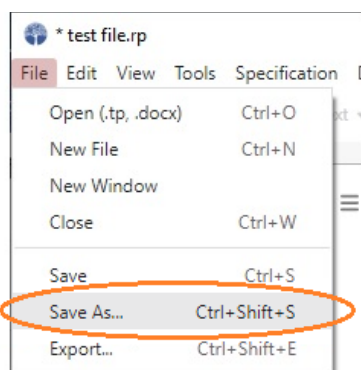 * test file.rp
File Edit View Tools Specification
Open (.tp, .docx) Ctrl+O
New File Ctrl+N
New Window
Close Ctrl+W
Save Ctrl+S
Save As... Ctrl+Shift+S
Export... Ctrl+Shift+E